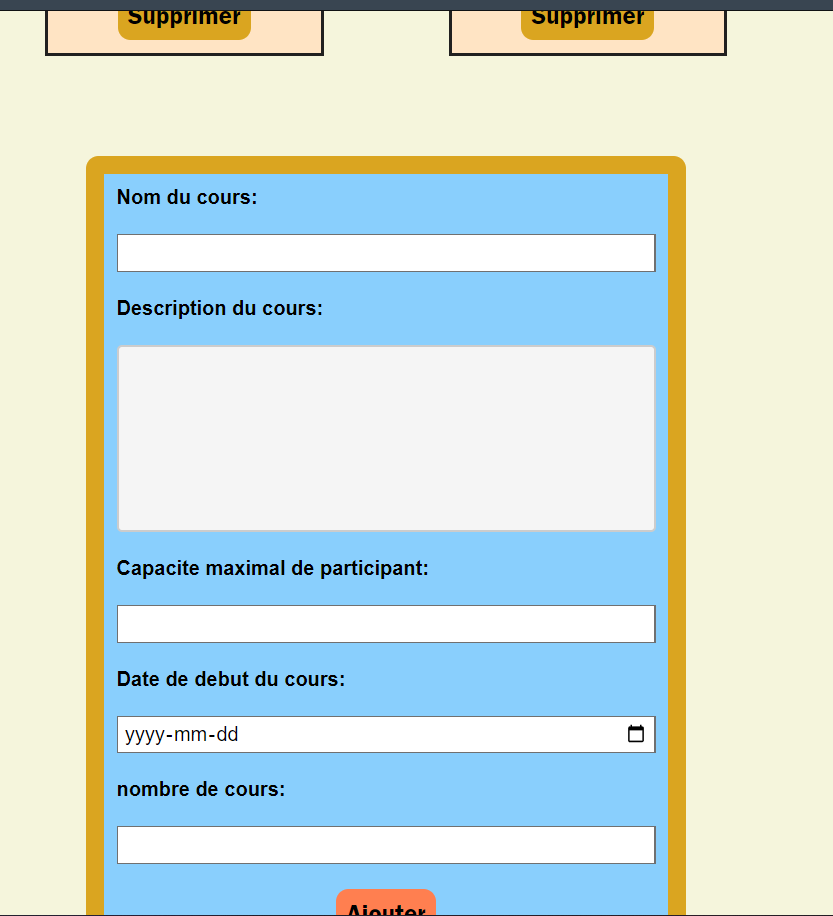 Supprimer Supprimer
Nom du cours:
Description du cours:
Capacite maximal de participant:
Date de debut du cours:
yyyy-mm-dd
nombre de cours:
Ajouter